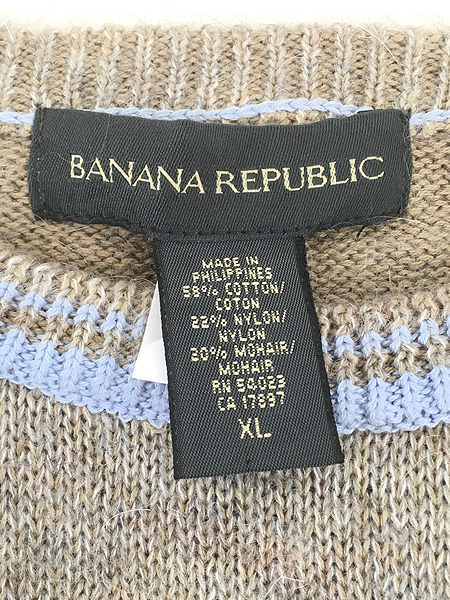 BANANA REPUBLIC
MADE IN
PHILIPPINES
58% COTTON/
COTON
22% NYLON/
NYLON
20% MOHAIR/
MOHAIR
RN 54023
CA 17897
XL